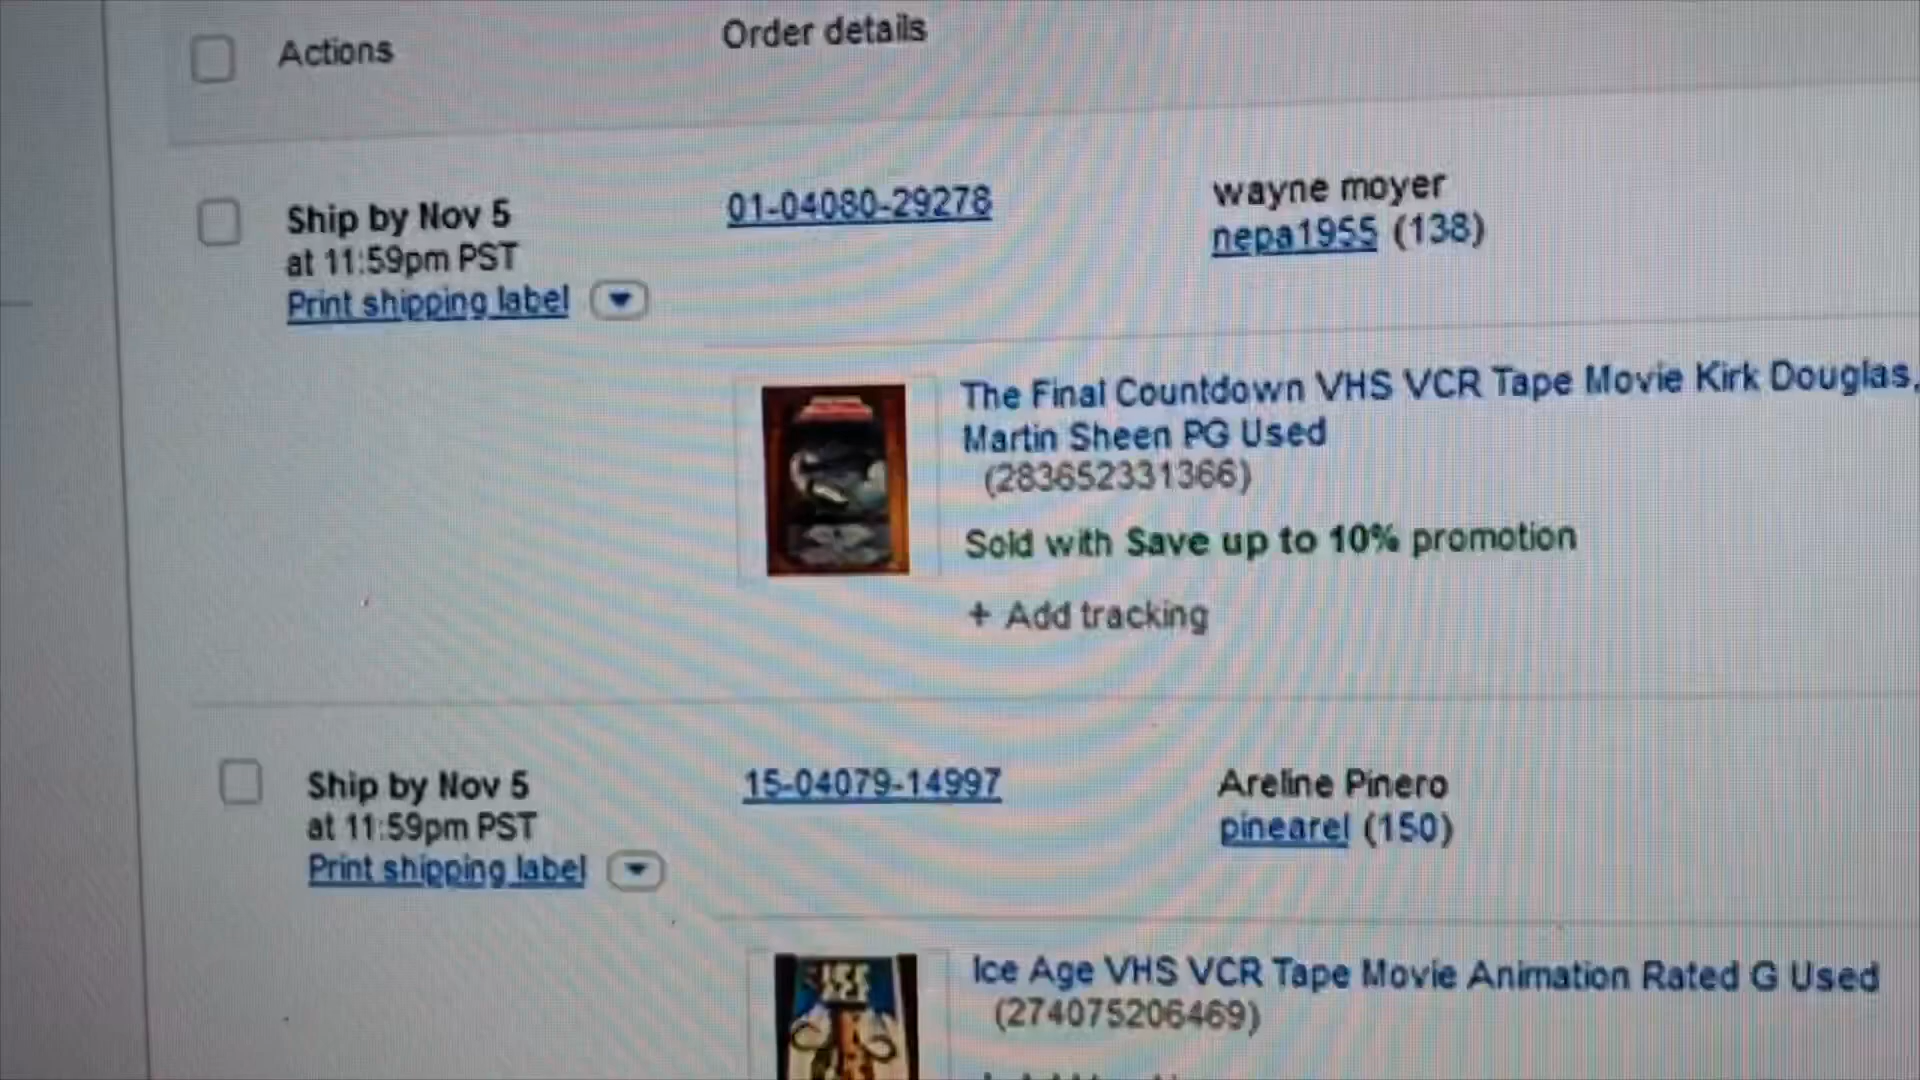 Actions
Order details
Ship by Nov 5
at 11:59pm PST
Print shipping label
01-04080-29278
wayne moyer
nepa1955 (138)
The Final Countdown VHS VCR Tape Movie Kirk Douglas,
Martin Sheen PG Used
(283652331366)
Sold with Save up to 10% promotion
+ Add tracking
Ship by Nov 5
at 11:59pm PST
Print shipping label
15-04079-14997
Areline Pinero
pinearel (150)
Ice Age VHS VCR Tape Movie Animation Rated G Used
(274075206469)